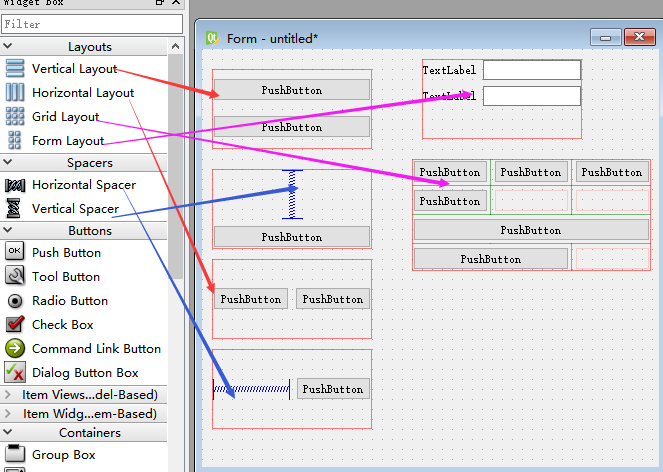 Widget Box
Filter
Layouts
Vertical Layout
Horizontal Layout
Grid Layout
Form Layout
Spacers
Horizontal Spacer
Vertical Spacer
Buttons
Push Button
Tool Button
Radio Button
Check Box
Command Link Button
Dialog Button Box
Item Views...del-Based)
Item Widg...em-Based)
Containers
Group Box
OK
Form - untitled*
PushButton
PushButton
PushButton
PushButton PushButton
PushButton
TextLabel
TextLabel
PushButton PushButton PushButton
PushButton
PushButton
PushButton